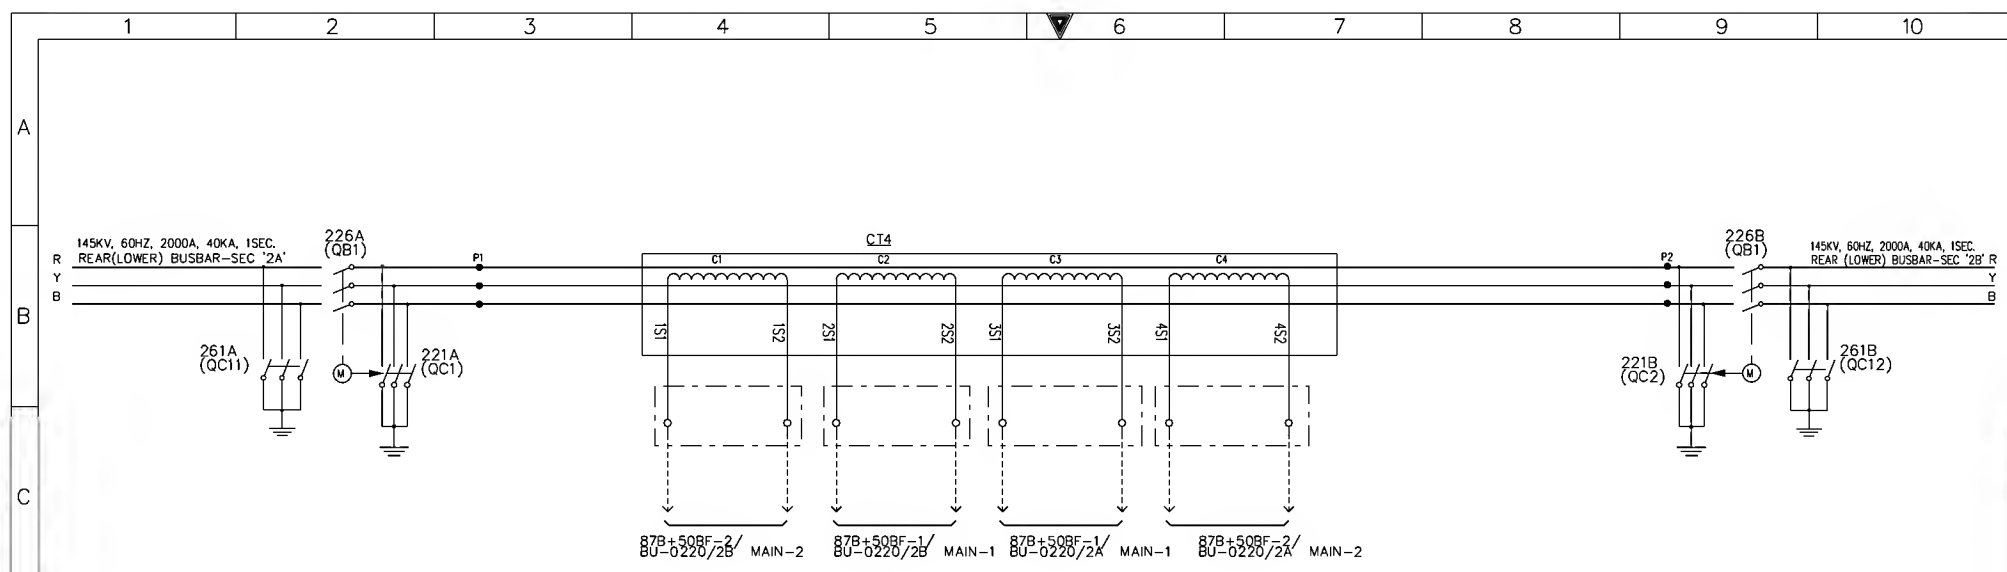 1 2 3 4 5 6 7 8 9 10
A
B
C
145KV, 60HZ, 2000A, 40KA, 1SEC.
REAR(LOWER) BUSBAR-SEC '2A'
R
Y
B
226A
(QB1)
261A
(QC11)
M
221A
(QC1)
P1
CT4
C1 C2 C3 C4
1S1 1S2 2S1 2S2 3S1 3S2 4S1 4S2
87B+50BF-2/
BU-0220/2B MAIN-2
87B+50BF-1/
BU-0220/2B MAIN-1
87B+50BF-1/
BU-0220/2A MAIN-1
87B+50BF-2/
BU-0220/2A MAIN-2
P2
226B
(QB1)
221B
(QC2)
M
261B
(QC12)
145KV, 60HZ, 2000A, 40KA, 1SEC.
REAR (LOWER) BUSBAR-SEC '2B' R
Y
B